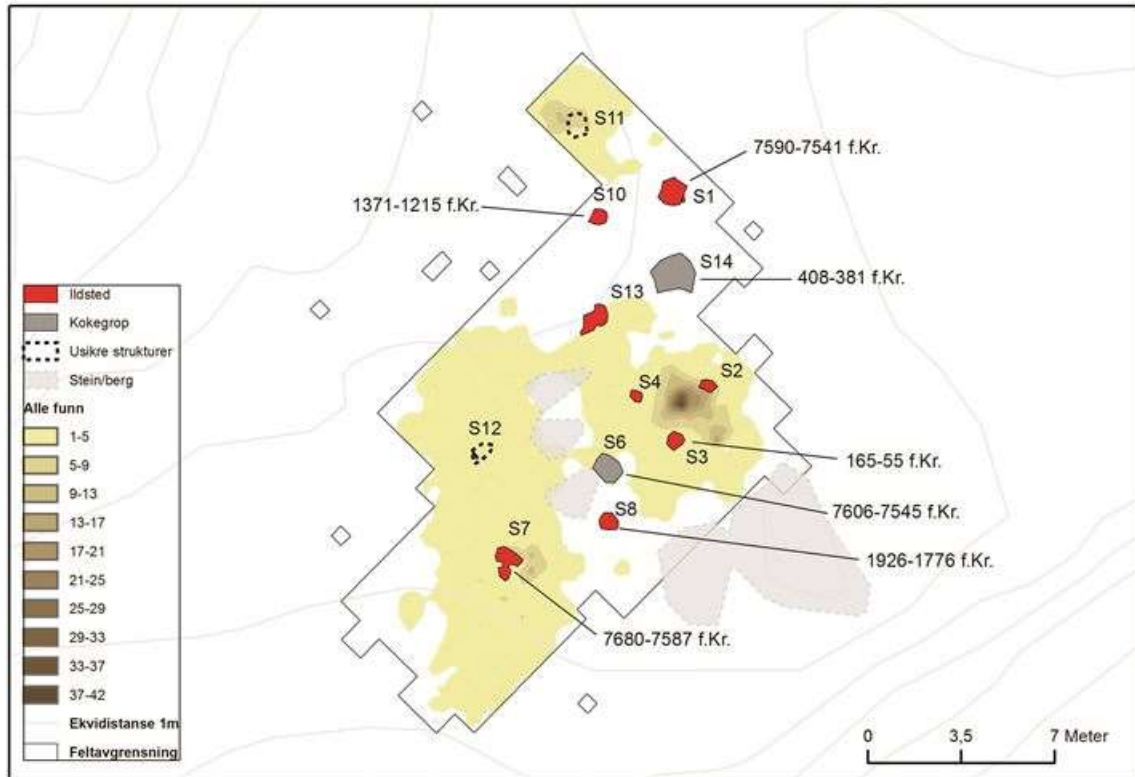 S11
7590-7541 f.Kr.
S10
S1
1371-1215 f.Kr.
S14
408-381 f.Kr.
S13
S2
S4
S12
S6
S3
165-55 f.Kr.
7606-7545 f.Kr.
S8
S7
1926-1776 f.Kr.
7680-7587 f.Kr.
Ildsted
Kokegrop
Usikre strukturer
Stein/berg
Alle funn
1-5
5-9
9-13
13-17
17-21
21-25
25-29
29-33
33-37
37-42
Ekvidistanse 1m
Feltavgrensning
0 3,5 7 Meter